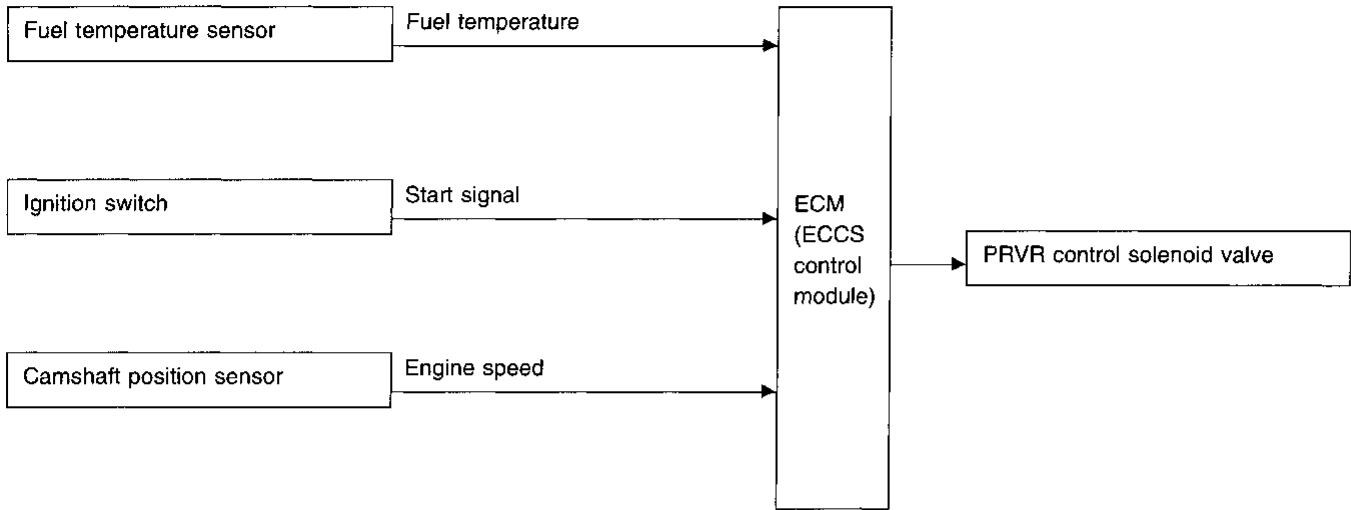 Fuel temperature sensor
Fuel temperature
Ignition switch
Start signal
Camshaft position sensor
Engine speed
ECM
(ECCS
control
module)
PRVR control solenoid valve